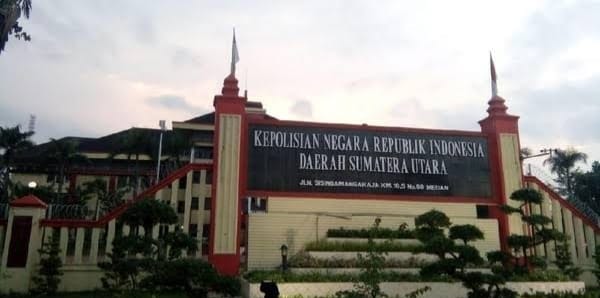 KEPOLISIAN NEGARA REPUBLIK INDONESIA
DAERAH SUMATERA UTARA
JLN. SISINGAMANGARAJA KM. 10,5 No.60 MEDAN